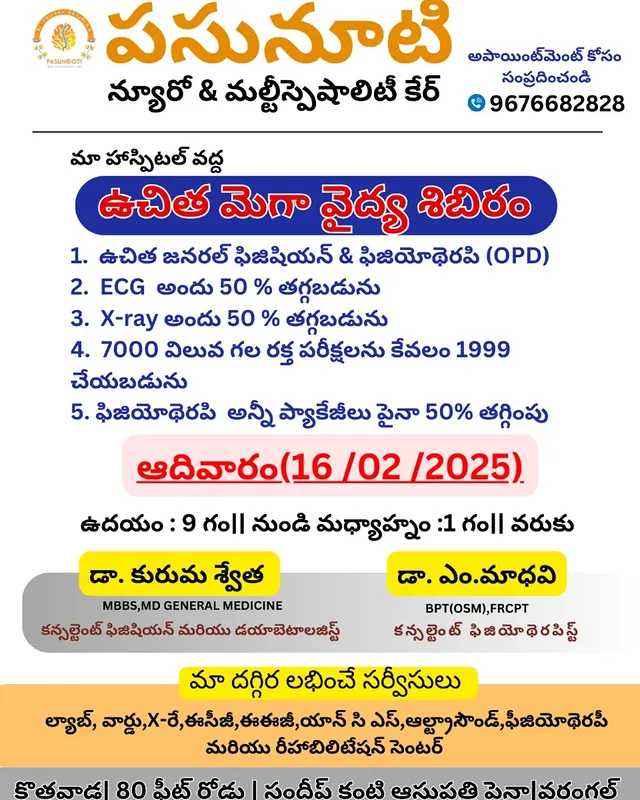 PASUNOOTI
పసునూటి
న్యూరో & మల్టీస్పెషాలిటీ కేర్
అపాయింట్‌మెంట్ కోసం
సంప్రదించండి
9676682828
మా హాస్పిటల్ వద్ద
ఉచిత మెగా వైద్య శిబిరం
1. ఉచిత జనరల్ ఫిజిషియన్ & ఫిజియోథెరపి (OPD)
2. ECG అందు 50 % తగ్గబడును
3. X-ray అందు 50 % తగ్గబడును
4. 7000 విలువ గల రక్త పరీక్షలను కేవలం 1999
చేయబడును
5. ఫిజియోథెరపి అన్నీ ప్యాకేజీలు పైనా 50% తగ్గింపు
ఆదివారం(16 /02 /2025)
ఉదయం : 9 గం|| నుండి మధ్యాహ్నం :1 గం|| వరుకు
డా. కురుమ శ్వేత
MBBS,MD GENERAL MEDICINE
కన్సల్టెంట్ ఫిజిషియన్ మరియు డయాబెటాలజిస్ట్
డా. ఎం.మాధవి
BPT(OSM),FRCPT
కన్సల్టెంట్ ఫిజియోథెరపిస్ట్
మా దగ్గిర లభించే సర్వీసులు
ల్యాబ్, వార్డు,X-రే,ఈసీజీ,ఈఈజీ,యాన్ సి ఎస్,ఆల్ట్రాసౌండ్,ఫీజియోథెరపీ
మరియు రీహాబిలిటేషన్ సెంటర్
కొతవాడ| 80 ఫీట్ రోడు | సందీప్ కంటి ఆసుపతి పైనా|వరంగల్